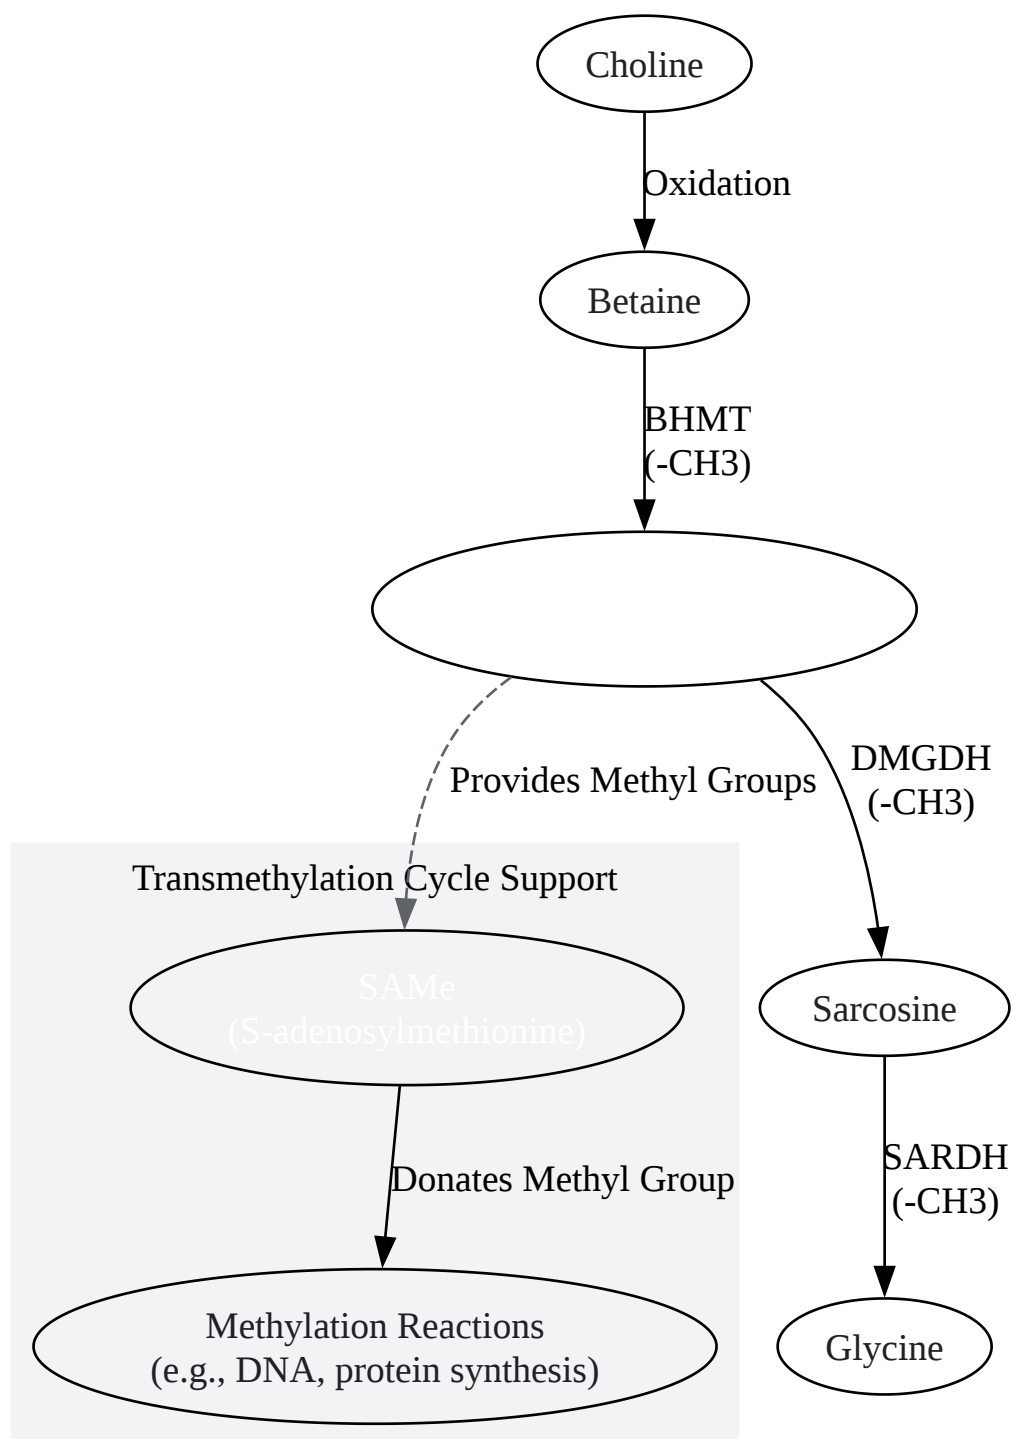 Choline
Oxidation
Betaine
BHMT
(-CH3)
Provides Methyl Groups
DMGDH
(-CH3)
Transmethylation Cycle Support
SAMe
(S-adenosylmethionine)
Sarcosine
Donates Methyl Group
SARDH
(-CH3)
Methylation Reactions
(e.g., DNA, protein synthesis)
Glycine